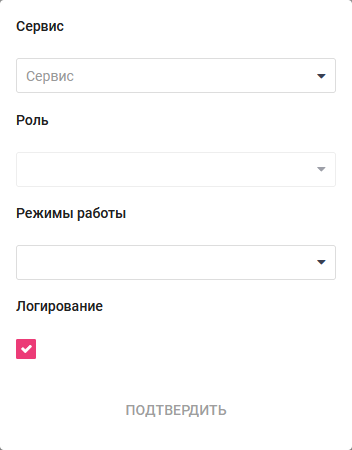 Сервис
Сервис
Роль
Режимы работы
Логирование
ПОДТВЕРДИТЬ